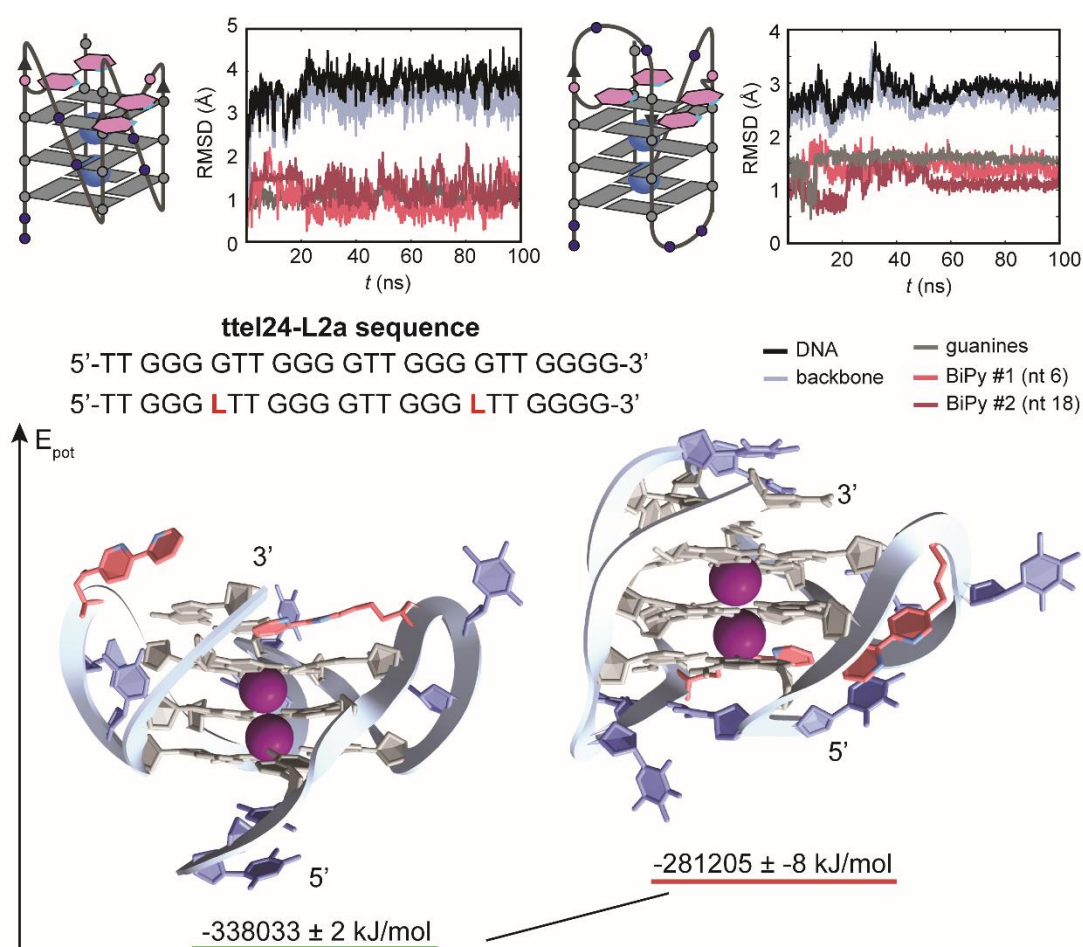 5
4
3
2
1
0
RMSD (Å)
0 20 40 60 80 100
t (ns)
4
3
2
1
0
RMSD (Å)
0 20 40 60 80 100
t (ns)
ttel24-L2a sequence
5’-TT GGG GTT GGG GTT GGG GTT GGGG-3’
5’-TT GGG LTT GGG GTT GGG LTT GGGG-3’
DNA
backbone
guanines
BiPy #1 (nt 6)
BiPy #2 (nt 18)
Epot
3’
5’
3’
5’
-281205 ± -8 kJ/mol
-338033 ± 2 kJ/mol